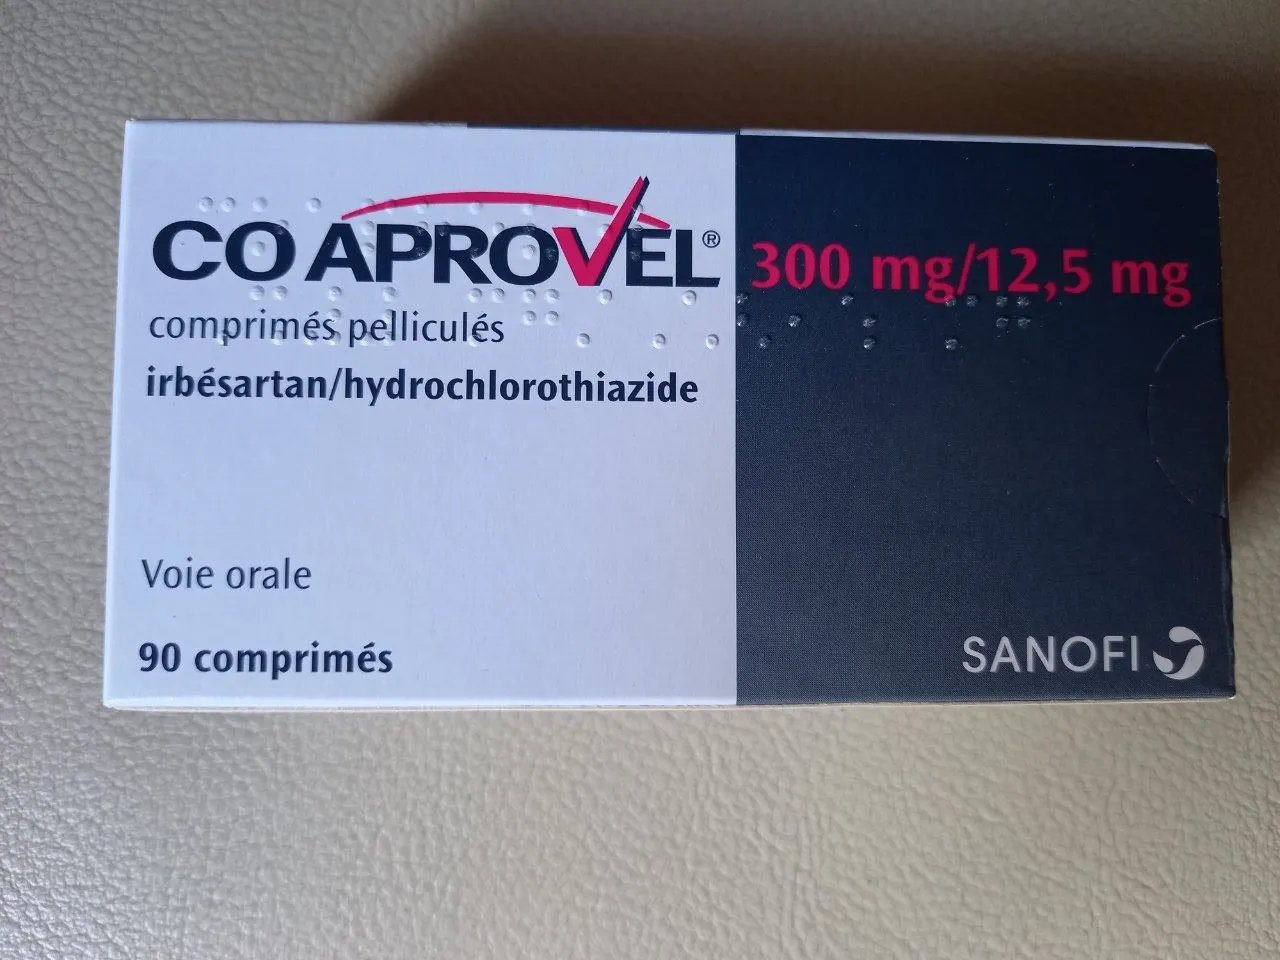 CO APROVEL® 300 mg/12,5 mg
comprimés pelliculés
irbésartan/hydrochlorothiazide
Voie orale
90 comprimés
SANOFI